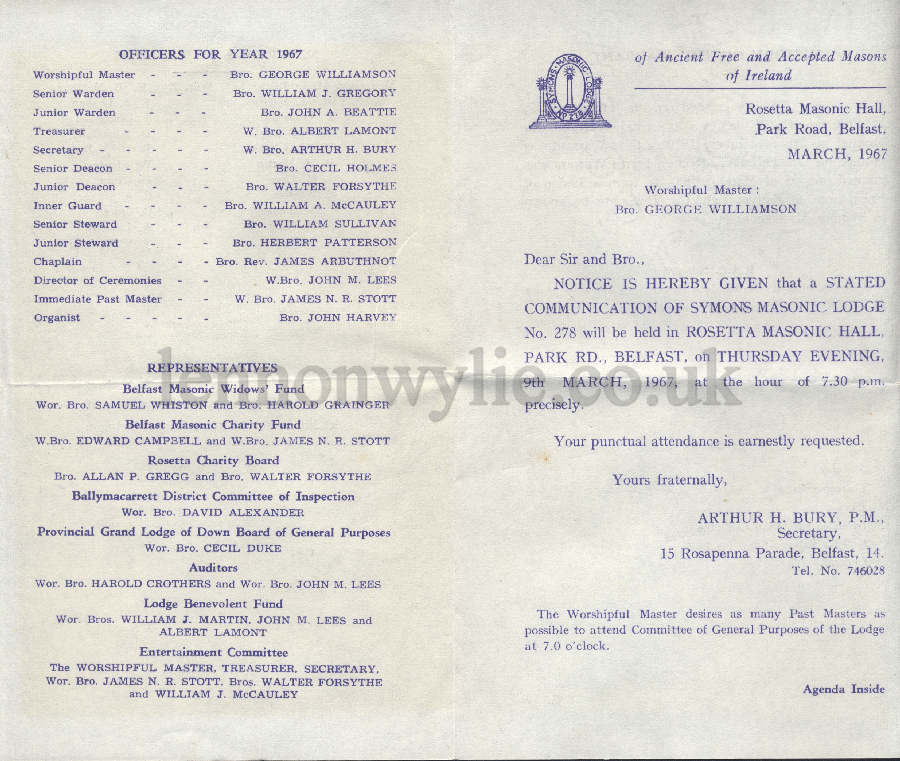 OFFICERS FOR YEAR 1967
Worshipful Master - - - Bro. GEORGE WILLIAMSON
Senior Warden - - - Bro. WILLIAM J. GREGORY
Junior Warden - - - Bro. JOHN A. BEATTIE
Treasurer - - - - W. Bro. ALBERT LAMONT
Secretary - - - - - W. Bro. ARTHUR H. BURY
Senior Deacon - - - - Bro. CECIL HOLMES
Junior Deacon - - - Bro. WALTER FORSYTHE
Inner Guard - - - - Bro. WILLIAM A. McCAULEY
Senior Steward - - - Bro. WILLIAM SULLIVAN
Junior Steward - - - Bro. HERBERT PATTERSON
Chaplain - - - - Bro. Rev. JAMES ARBUTHNOT
Director of Ceremonies - - W.Bro. JOHN M. LEES
Immediate Past Master - - W. Bro. JAMES N. R. STOTT
Organist - - - - - Bro. JOHN HARVEY
REPRESENTATIVES
Belfast Masonic Widows' Fund
Wor. Bro. SAMUEL WHISTON and Bro. HAROLD GRAINGER
Belfast Masonic Charity Fund
W.Bro. EDWARD CAMPBELL and W.Bro. JAMES N. R. STOTT
Rosetta Charity Board
Bro. ALLAN P. GREGG and Bro. WALTER FORSYTHE
Ballymacarrett District Committee of Inspection
Wor. Bro. DAVID ALEXANDER
Provincial Grand Lodge of Down Board of General Purposes
Wor. Bro. CECIL DUKE
Auditors
Wor. Bro. HAROLD CROTHERS and Wor. Bro. JOHN M. LEES
Lodge Benevolent Fund
Wor. Bros. WILLIAM J. MARTIN, JOHN M. LEES and
ALBERT LAMONT
Entertainment Committee
The WORSHIPFUL MASTER, TREASURER, SECRETARY,
Wor. Bro. JAMES N. R. STOTT, Bros. WALTER FORSYTHE
and WILLIAM J. McCAULEY
SYMONS MASONIC LODGE
of Ancient Free and Accepted Masons
of Ireland
Rosetta Masonic Hall,
Park Road, Belfast.
MARCH, 1967
Worshipful Master :
Bro. GEORGE WILLIAMSON
Dear Sir and Bro.,
NOTICE IS HEREBY GIVEN that a STATED
COMMUNICATION OF SYMONS MASONIC LODGE
No. 278 will be held in ROSETTA MASONIC HALL,
PARK RD., BELFAST, on THURSDAY EVENING,
9th MARCH, 1967, at the hour of 7.30 p.m.
precisely.
Your punctual attendance is earnestly requested.
Yours fraternally,
ARTHUR H. BURY, P.M.,
Secretary,
15 Rosapenna Parade, Belfast, 14.
Tel. No. 746028
The Worshipful Master desires as many Past Masters as
possible to attend Committee of General Purposes of the Lodge
at 7.0 o'clock.
Agenda Inside
lemonwylie.co.uk